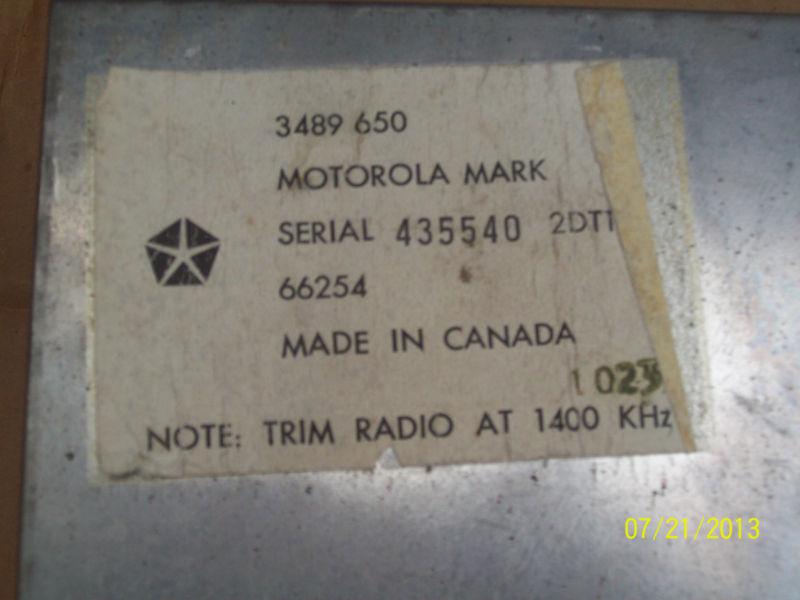 3489 650
MOTOROLA MARK
SERIAL 435540 2DT1
66254
MADE IN CANADA
1023
NOTE: TRIM RADIO AT 1400 KHz
07/21/2013